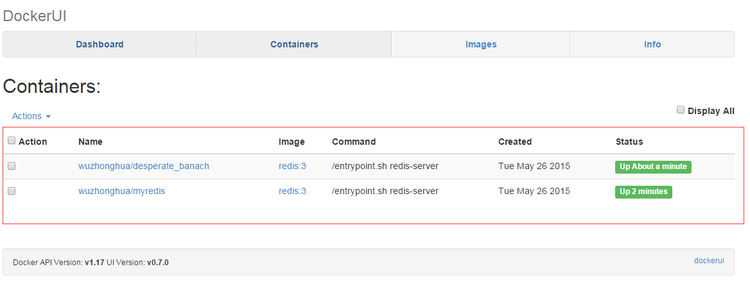 DockerUI
Dashboard Containers Images Info
Containers:
Actions
Display All
Action Name Image Command Created Status
wuzhonghua/desperate_banach redis:3 /entrypoint.sh redis-server Tue May 26 2015 Up About a minute
wuzhonghua/myredis redis:3 /entrypoint.sh redis-server Tue May 26 2015 Up 2 minutes
Docker API Version: v1.17 UI Version: v0.7.0 dockerui